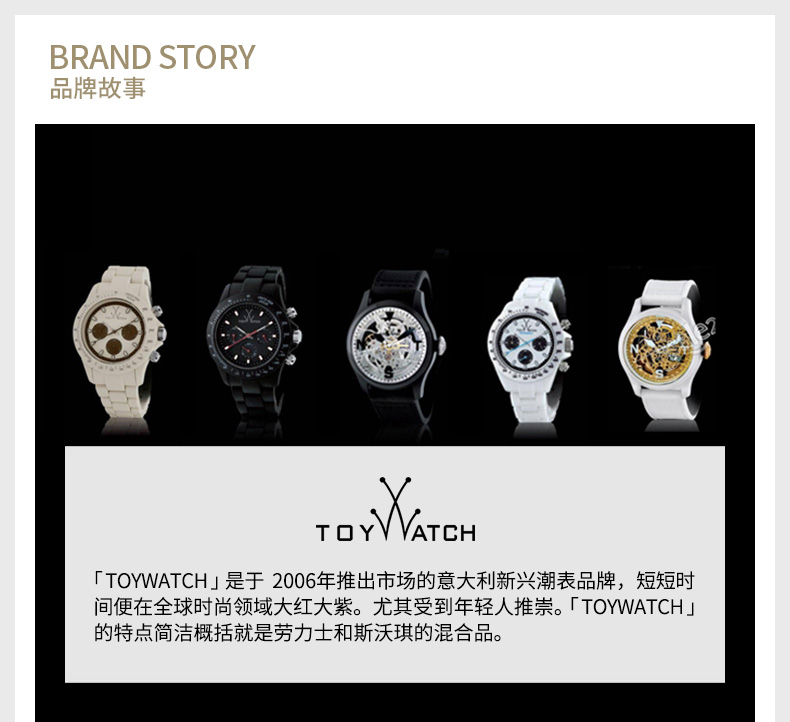 BRAND STORY
品牌故事
TOYWATCH
「TOYWATCH」是于 2006年推出市场的意大利新兴潮表品牌，短短时
间便在全球时尚领域大红大紫。尤其受到年轻人推崇。「TOYWATCH」
的特点简洁概括就是劳力士和斯沃琪的混合品。